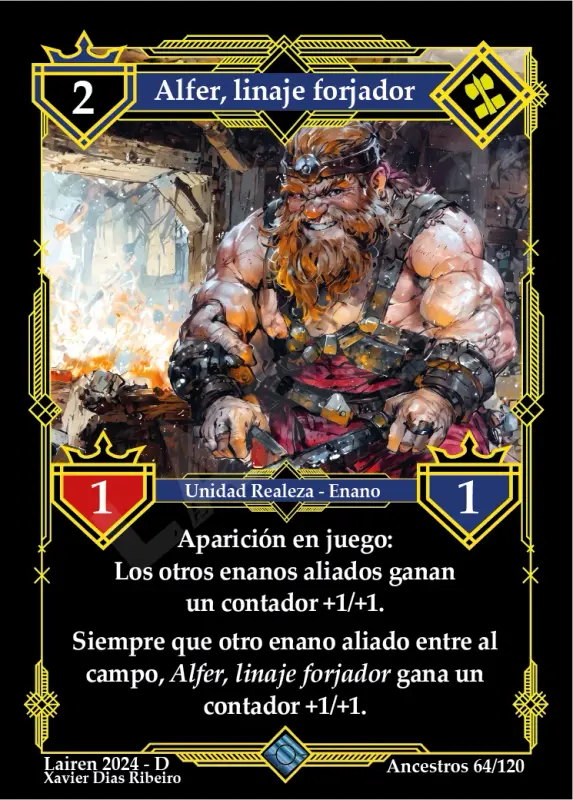 2
Alfer, linaje forjador
1
Unidad Realeza - Enano
1
Aparición en juego:
Los otros enanos aliados ganan
un contador +1/+1.
Siempre que otro enano aliado entre al
campo, Alfer, linaje forjador gana un
contador +1/+1.
Lairen 2024 - D
Xavier Dias Ribeiro
Ancestros 64/120